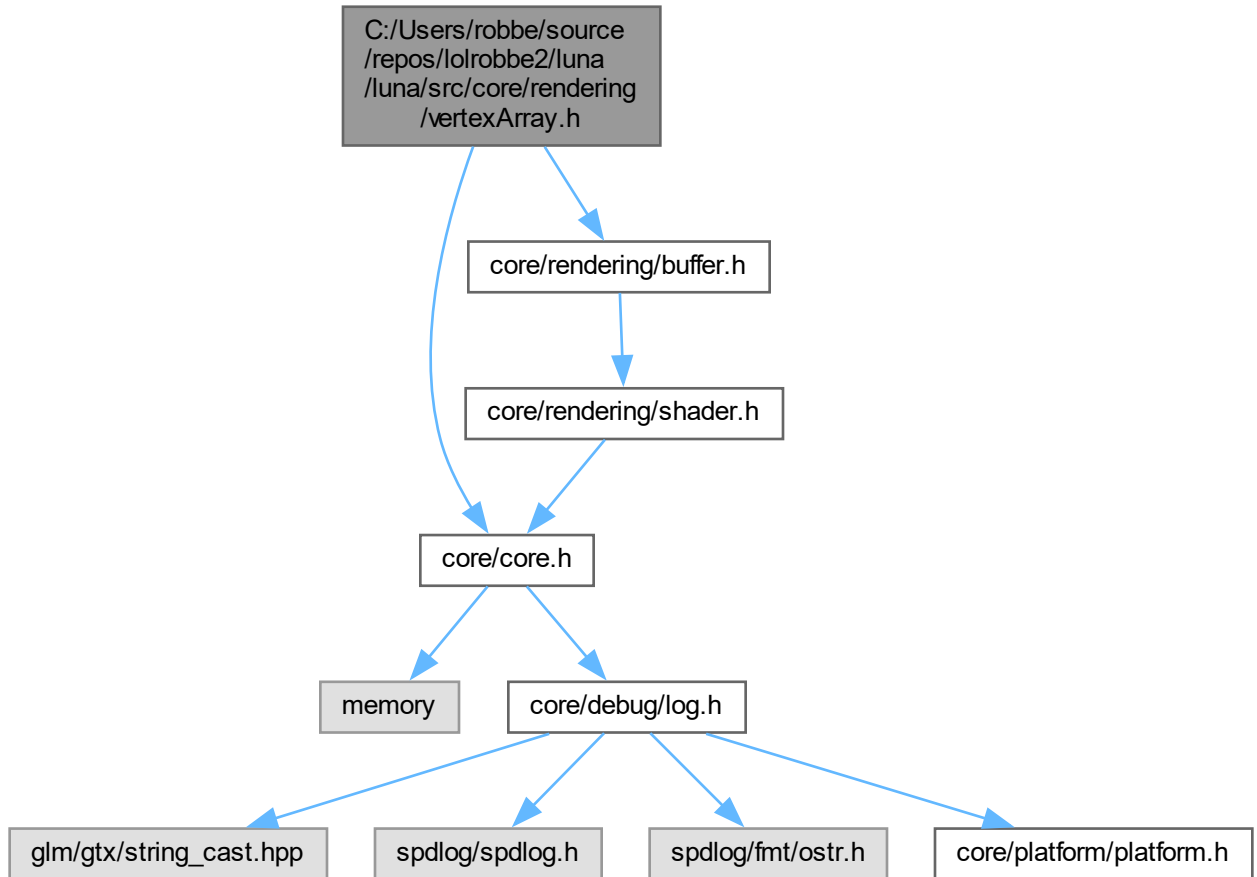 C:/Users/robbe/source
/repos/lolrobbe2/luna
/luna/src/core/rendering
/vertexArray.h
core/rendering/buffer.h
core/rendering/shader.h
core/core.h
memory
core/debug/log.h
glm/gtx/string_cast.hpp
spdlog/spdlog.h
spdlog/fmt/ostr.h
core/platform/platform.h